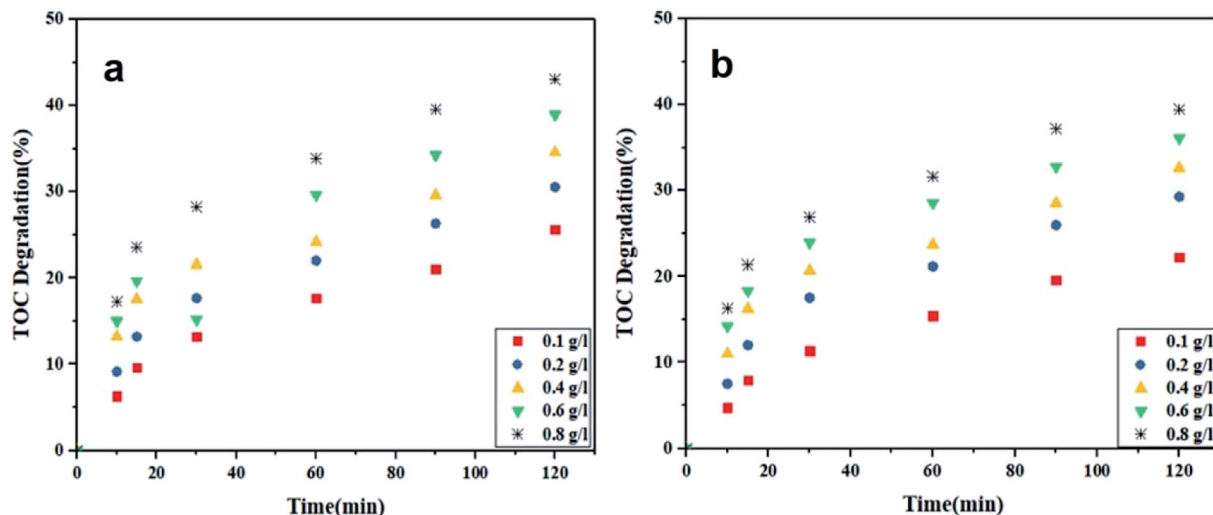 a
TOC Degradation(%)
50
40
30
20
10
0
0 20 40 60 80 100 120
Time(min)
0.1 g/l
0.2 g/l
0.4 g/l
0.6 g/l
0.8 g/l
b
TOC Degradation(%)
50
40
30
20
10
0
0 20 40 60 80 100 120
Time(min)
0.1 g/l
0.2 g/l
0.4 g/l
0.6 g/l
0.8 g/l